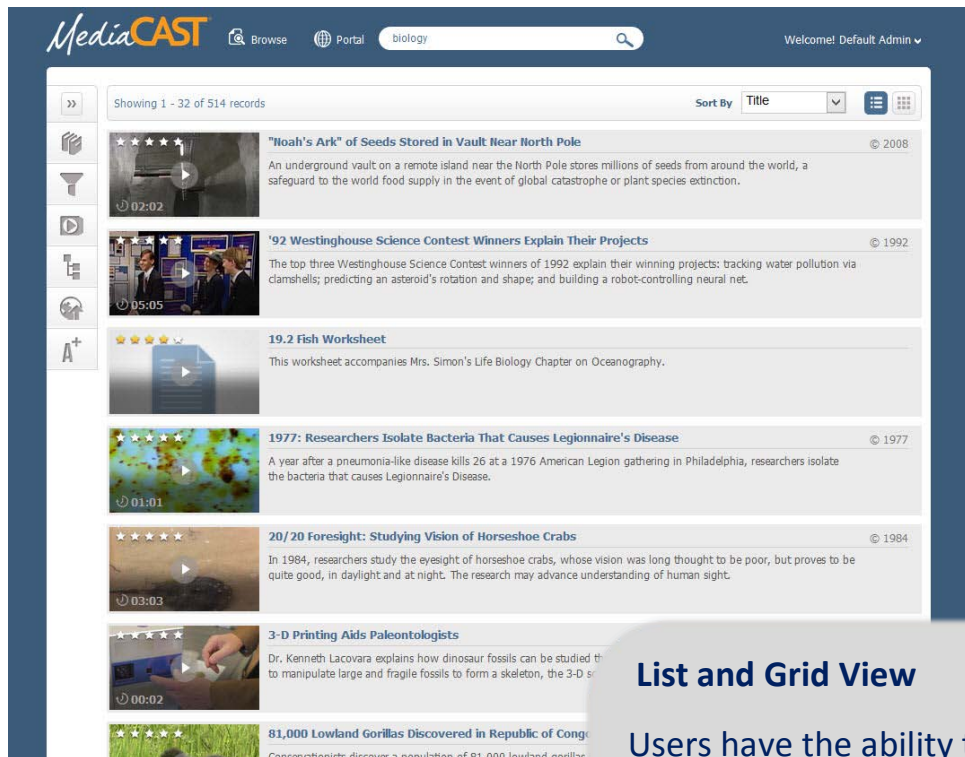 MediaCAST
Browse
Portal
biology
Welcome! Default Admin
Showing 1 - 32 of 514 records
Sort By Title
"Noah's Ark" of Seeds Stored in Vault Near North Pole
© 2008
An underground vault on a remote island near the North Pole stores millions of seeds from around the world, a
safeguard to the world food supply in the event of global catastrophe or plant species extinction.
02:02
'92 Westinghouse Science Contest Winners Explain Their Projects
© 1992
The top three Westinghouse Science Contest winners of 1992 explain their winning projects: tracking water pollution via
clamshells; predicting an asteroid's rotation and shape; and building a robot-controlling neural net.
05:05
A+
19.2 Fish Worksheet
This worksheet accompanies Mrs. Simon's Life Biology Chapter on Oceanography.
1977: Researchers Isolate Bacteria That Causes Legionnaire's Disease
© 1977
A year after a pneumonia-like disease kills 26 at a 1976 American Legion gathering in Philadelphia, researchers isolate
the bacteria that causes Legionnaire's Disease.
01:01
20/20 Foresight: Studying Vision of Horseshoe Crabs
© 1984
In 1984, researchers study the eyesight of horseshoe crabs, whose vision was long thought to be poor, but proves to be
quite good, in daylight and at night. The research may advance understanding of human sight.
03:03
3-D Printing Aids Paleontologists
Dr. Kenneth Lacovara explains how dinosaur fossils can be studied
to manipulate large and fragile fossils to form a skeleton, the 3-D
00:02
81,000 Lowland Gorillas Discovered in Republic of Congo
Conservationists discover a population of 81,000 lowland gorillas
List and Grid View
Users have the ability